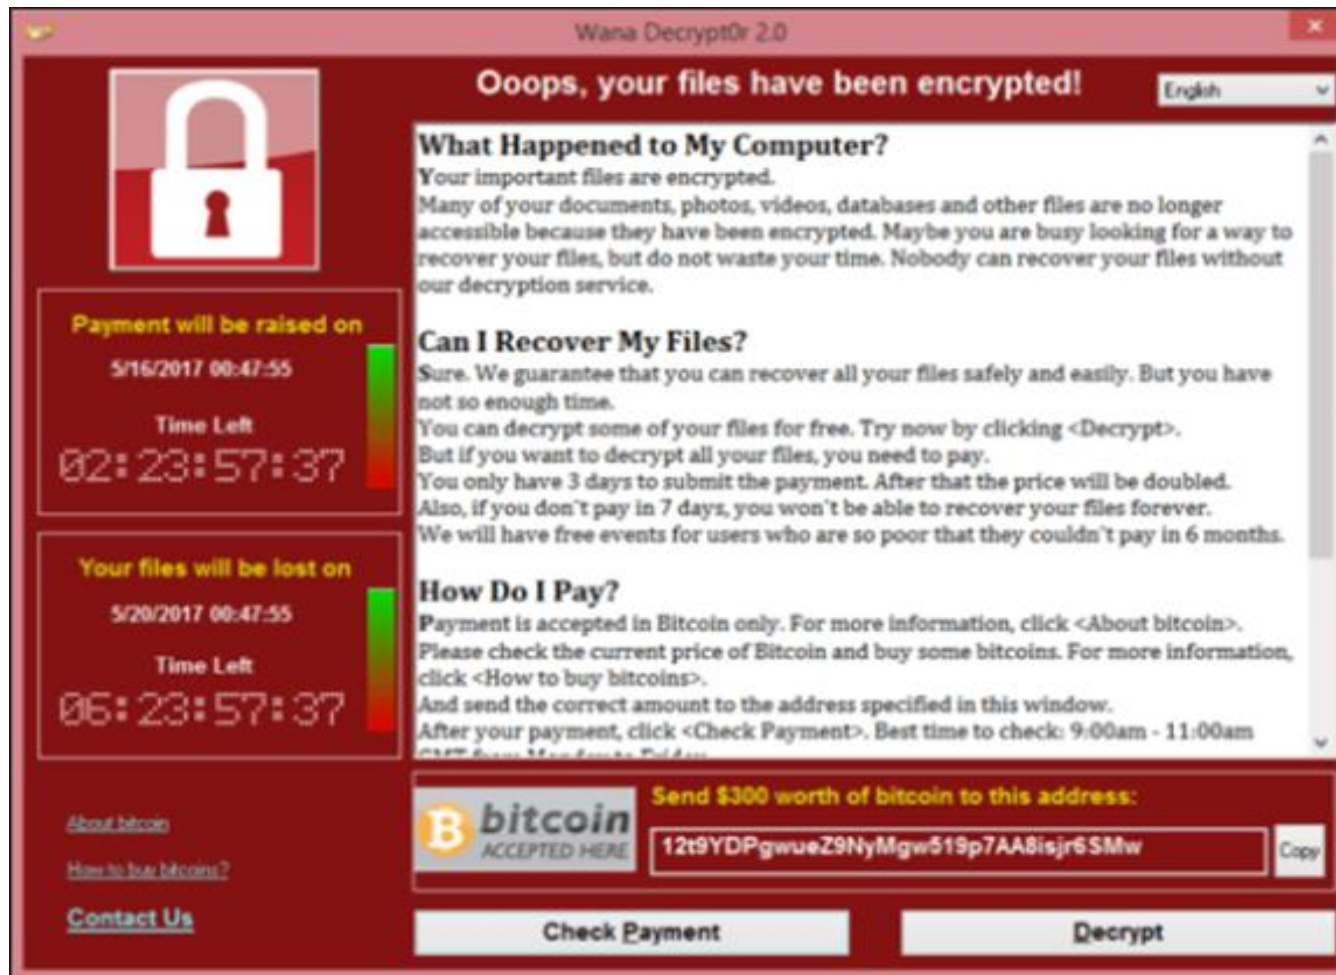 Wana Decrypt0r 2.0
Ooops, your files have been encrypted!
English
What Happened to My Computer?
Your important files are encrypted.
Many of your documents, photos, videos, databases and other files are no longer
accessible because they have been encrypted. Maybe you are busy looking for a way to
recover your files, but do not waste your time. Nobody can recover your files without
our decryption service.
Can I Recover My Files?
Sure. We guarantee that you can recover all your files safely and easily. But you have
not so enough time.
You can decrypt some of your files for free. Try now by clicking <Decrypt>.
But if you want to decrypt all your files, you need to pay.
You only have 3 days to submit the payment. After that the price will be doubled.
Also, if you don`t pay in 7 days, you won`t be able to recover your files forever.
We will have free events for users who are so poor that they couldn`t pay in 6 months.
How Do I Pay?
Payment is accepted in Bitcoin only. For more information, click <About bitcoin>.
Please check the current price of Bitcoin and buy some bitcoins. For more information,
click <How to buy bitcoins>.
And send the correct amount to the address specified in this window.
After your payment, click <Check Payment>. Best time to check: 9:00am - 11:00am
GMT from Monday to Friday.
Payment will be raised on
5/16/2017 00:47:55
Time Left
02:23:57:37
Your files will be lost on
5/20/2017 00:47:55
Time Left
06:23:57:37
About bitcoin
How to buy bitcoins?
Contact Us
bitcoin
ACCEPTED HERE
Send $300 worth of bitcoin to this address:
12t9YDPgwueZ9NyMgw519p7AA8isjr6SMw
Copy
Check Payment
Decrypt